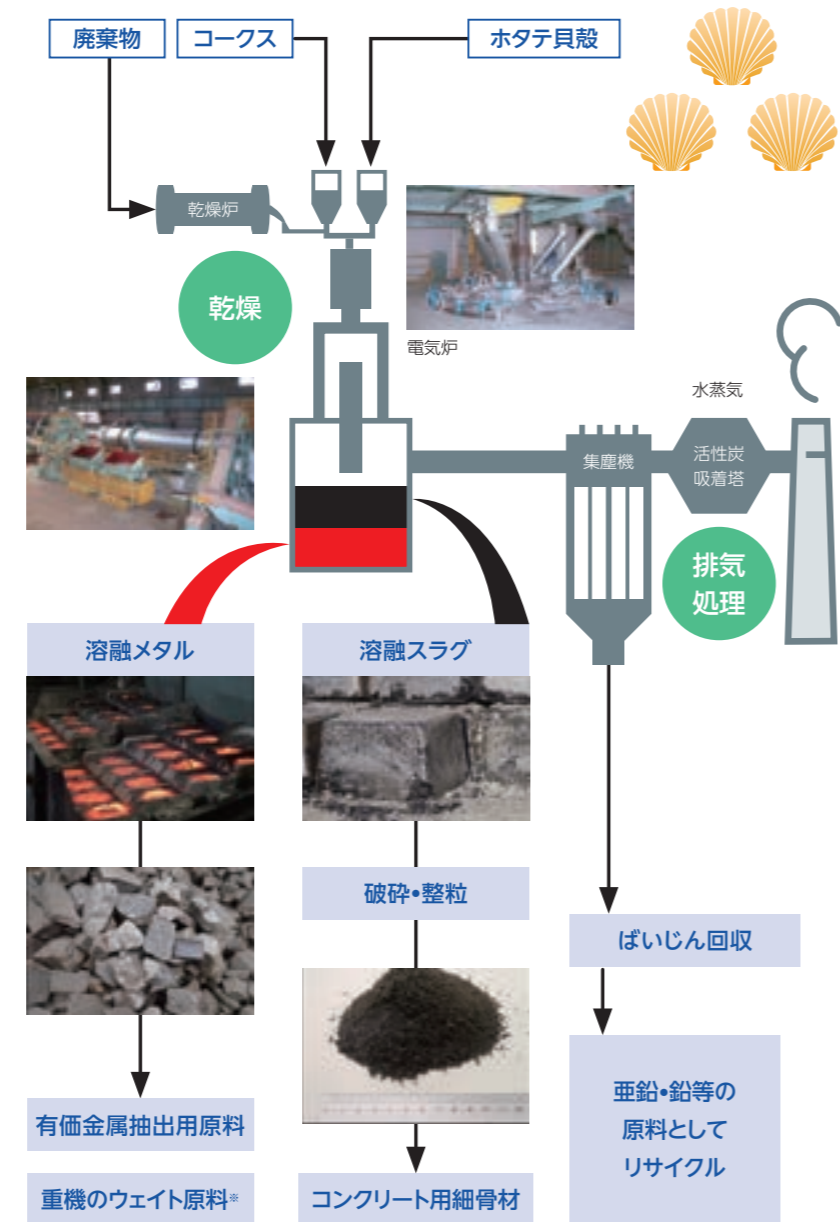 廃棄物
コークス
ホタテ貝殻
乾燥炉
乾燥
電気炉
水蒸気
集塵機
活性炭
吸着塔
排気
処理
溶融メタル
溶融スラグ
破砕・整粒
ばいじん回収
有価金属抽出用原料
重機のウェイト原料※
コンクリート用細骨材
亜鉛・鉛等の
原料として
リサイクル